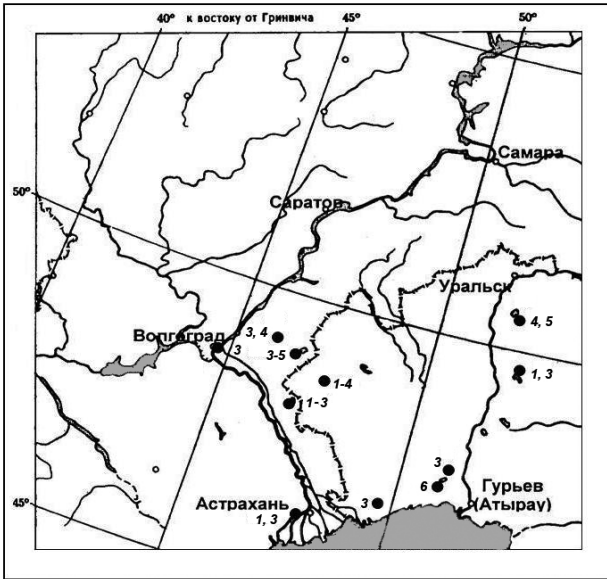 40° к востоку от Гринвича 45° 50°
Самара
50°
Саратов
Уральск
4, 5
3, 4
Волгоград
3
3-5
1-4
1, 3
1-3
3
6
Гурьев
(Атырау)
45°
Астрахань
3
1, 3